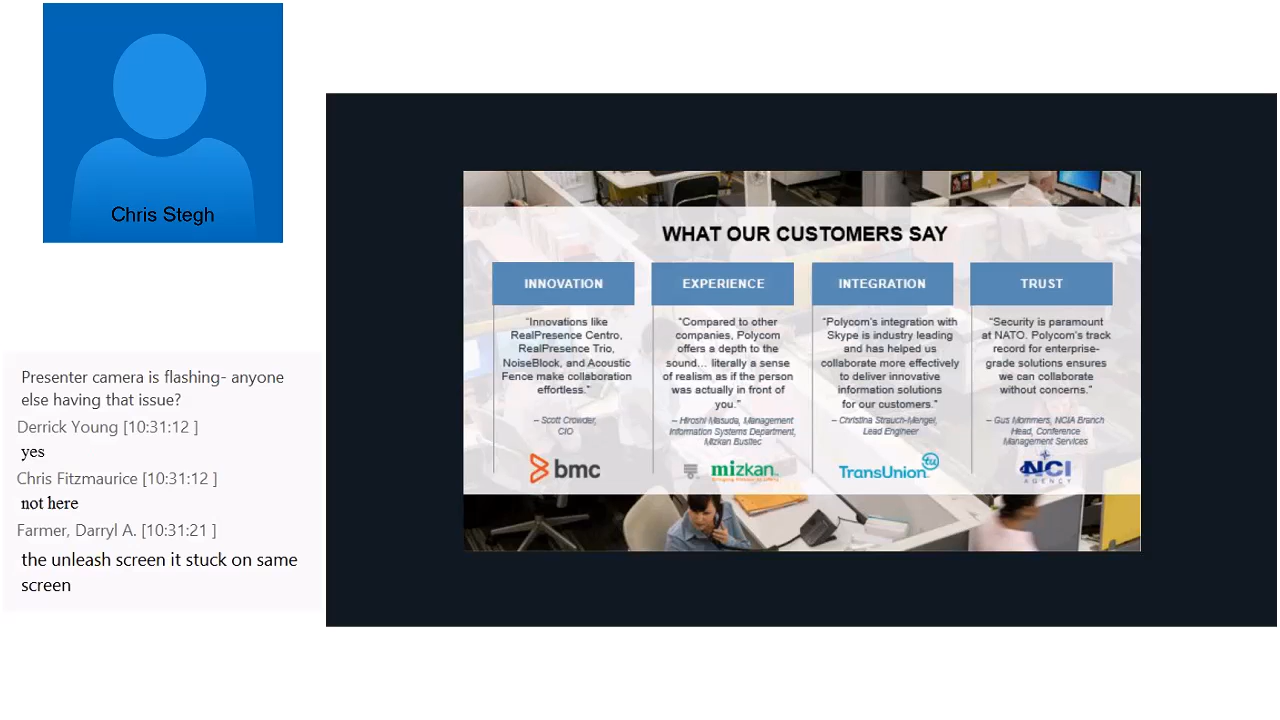 Chris Stegh
Presenter camera is flashing- anyone
else having that issue?
Derrick Young [10:31:12 ]
yes
Chris Fitzmaurice [10:31:12 ]
not here
Farmer, Darryl A. [10:31:21 ]
the unleash screen it stuck on same
screen
WHAT OUR CUSTOMERS SAY
INNOVATION
“Innovations like
RealPresence Centro,
RealPresence Trio,
NoiseBlock, and Acoustic
Fence make collaboration
effortless.”
– Scott Crowder,
CIO
bmc
EXPERIENCE
“Compared to other
companies, Polycom
offers a depth to the
sound… literally a sense
of realism as if the person
was actually in front of
you.”
– Hiroshi Masuda, Management
Information Systems Department,
Mizkan
mizkan
INTEGRATION
“Polycom’s integration with
Skype is industry leading
and has helped us
collaborate more effectively
to deliver innovative
information solutions
for our customers.”
– Christina Strauch-Mengel,
Lead Engineer
TransUnion
tu
TRUST
“Security is paramount
at NATO. Polycom’s track
record for enterprise-
grade solutions ensures
we can collaborate
without concerns.”
– Gus Mommers, NCIA Branch
Head, Conference
Management Services
NCI
AGENCY